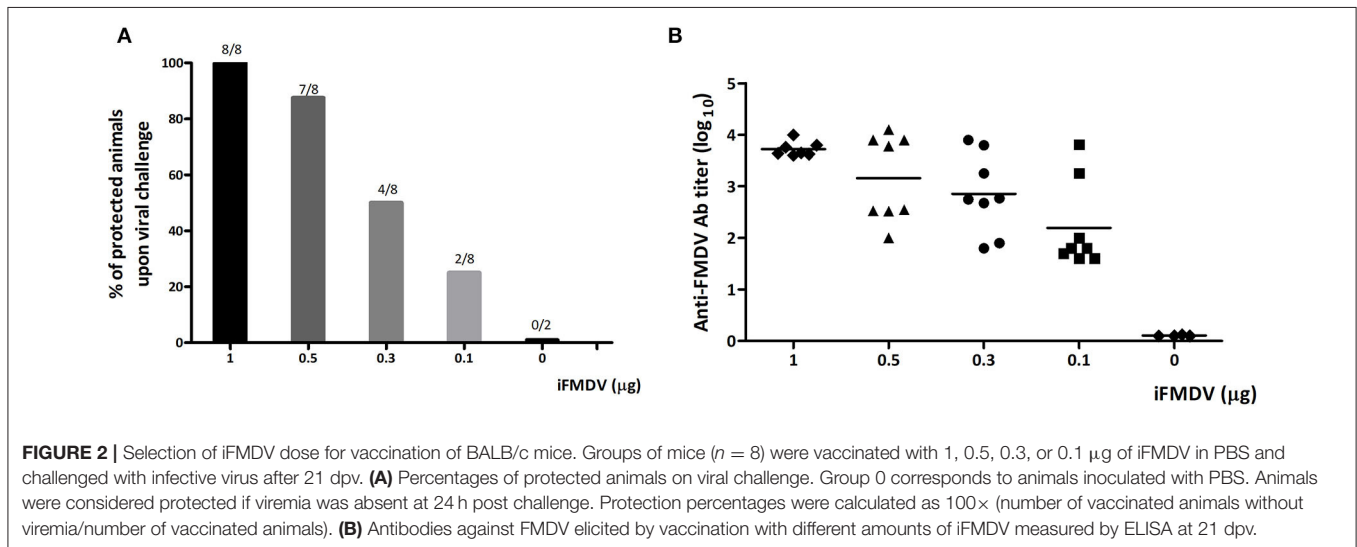 A
8/8
7/8
4/8
2/8
0/2
% of protected animals
upon viral challenge
100
80
60
40
20
0
1 0.5 0.3 0.1 0
iFMDV (μg)
B
Anti-FMDV Ab titer (log10)
5
4
3
2
1
0
1 0.5 0.3 0.1 0
iFMDV (μg)
FIGURE 2 | Selection of iFMDV dose for vaccination of BALB/c mice. Groups of mice (n = 8) were vaccinated with 1, 0.5, 0.3, or 0.1 μg of iFMDV in PBS and
challenged with infective virus after 21 dpv. (A) Percentages of protected animals on viral challenge. Group 0 corresponds to animals inoculated with PBS. Animals
were considered protected if viremia was absent at 24 h post challenge. Protection percentages were calculated as 100× (number of vaccinated animals without
viremia/number of vaccinated animals). (B) Antibodies against FMDV elicited by vaccination with different amounts of iFMDV measured by ELISA at 21 dpv.